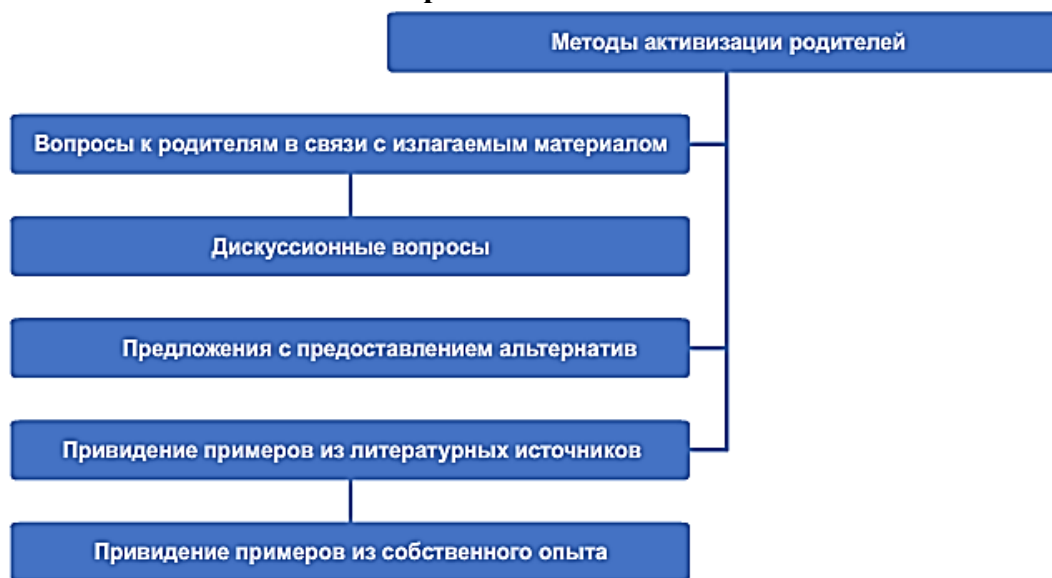 Методы активизации родителей
Вопросы к родителям в связи с излагаемым материалом
Дискуссионные вопросы
Предложения с предоставлением альтернатив
Привидение примеров из литературных источников
Привидение примеров из собственного опыта